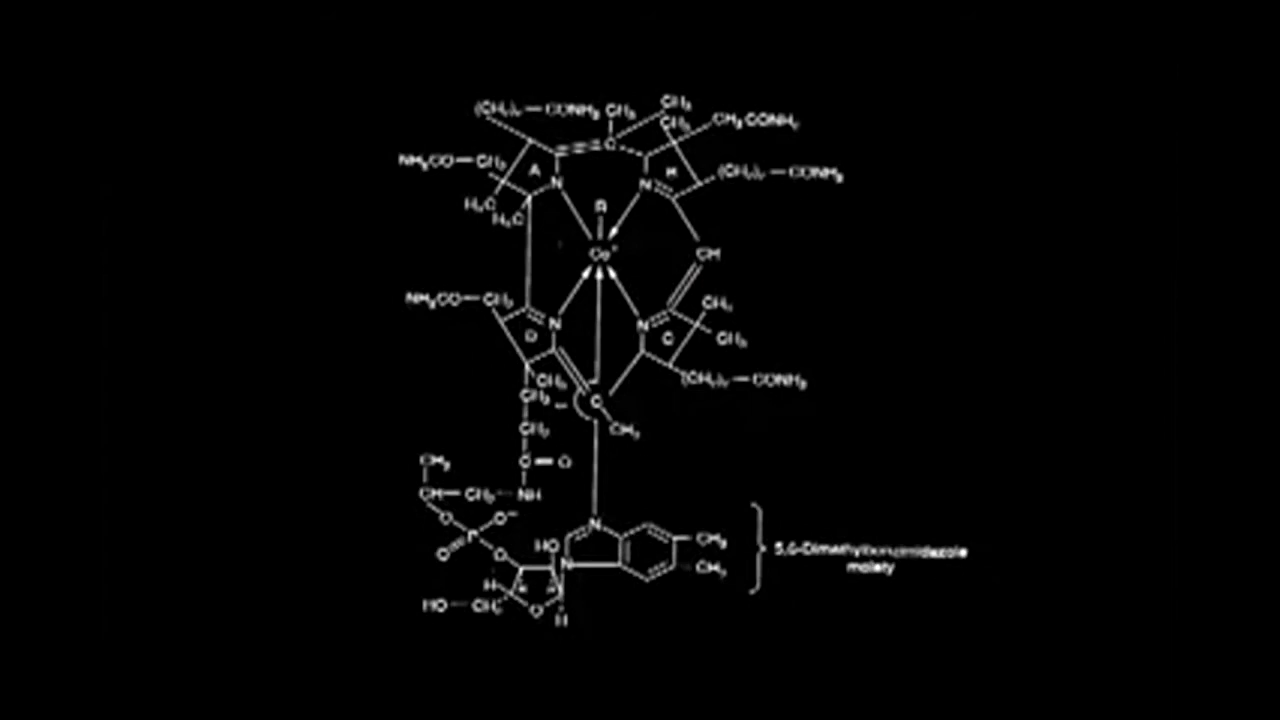 (CH₂)₂—CONH₂ CH₃ CH₃
CH₃ CH₂CONH₂
C
NH₂CO—CH₂ A N N B (CH₂)₂—CONH₂
H₃C R
H₃C
Co⁺ CH
NH₂CO—CH₂ CH₃
D N N C CH₃
CH₃ (CH₂)₂—CONH₂
CH₂ C
CH₂ CH₃
CH₃ C=O
CH—CH₂—NH
O O⁻ N
P CH₃
O O HO N CH₃
5,6-Dimethylbenzimidazole
moiety
H
HO—CH₂ O
H